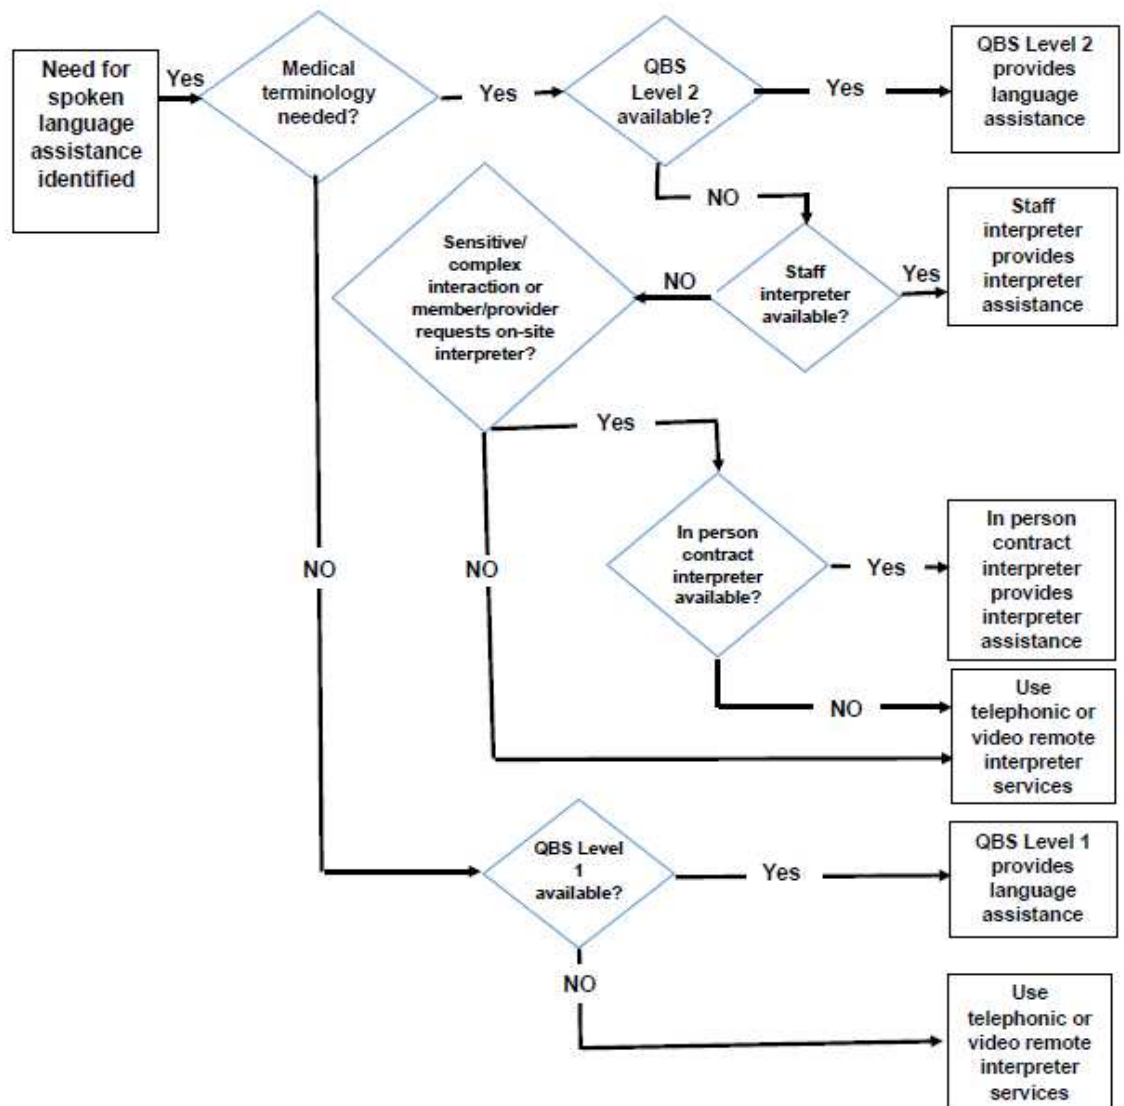 Need for
spoken
language
assistance
identified
Yes
Medical
terminology
needed?
Yes
QBS
Level 2
available?
Yes
QBS Level 2
provides
language
assistance
NO
Staff
interpreter
available?
Yes
Staff
interpreter
provides
interpreter
assistance
NO
Sensitive/
complex
interaction or
member/provider
requests on-site
interpreter?
Yes
In person
contract
interpreter
available?
Yes
In person
contract
interpreter
provides
interpreter
assistance
NO
NO
NO
Use
telephonic or
video remote
interpreter
services
QBS Level
1
available?
Yes
QBS Level 1
provides
language
assistance
NO
Use
telephonic or
video remote
interpreter
services